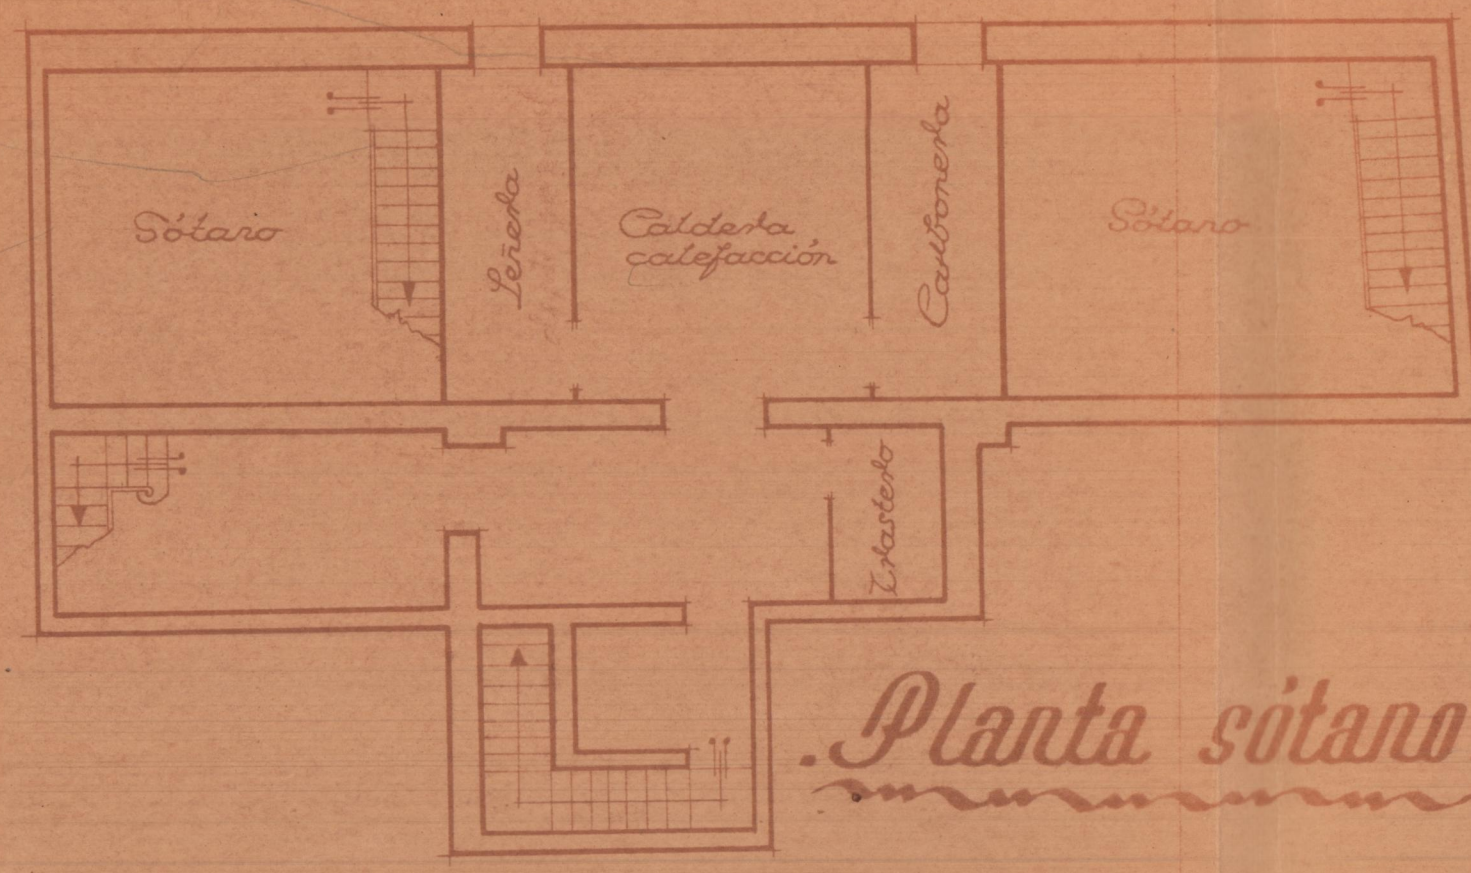 Sótano
Leñera
Caldera
calefacción
Carbonera
Sótano
Trastero
.Planta sótano